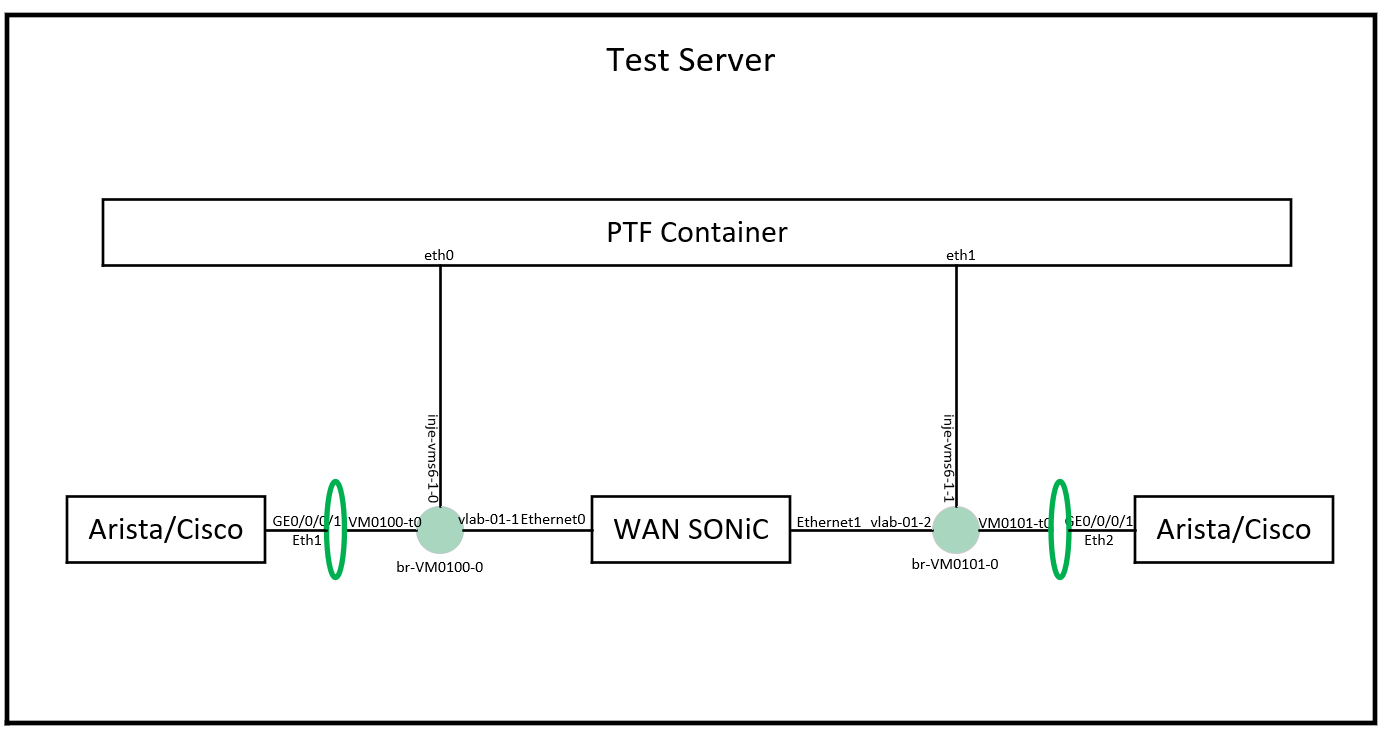 Test Server
PTF Container
eth0
eth1
inje-vms6-1-0
inje-vms6-1-1
Arista/Cisco
GE0/0/0/1
Eth1
VM0100-t0
vlab-01-1
Ethernet0
br-VM0100-0
WAN SONiC
Ethernet1
vlab-01-2
VM0101-t0
br-VM0101-0
GE0/0/0/1
Eth2
Arista/Cisco